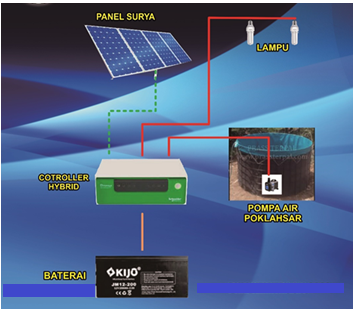 PANEL SURYA
LAMPU
COTROLLER
HYBRID
POMPA AIR
POKLAHSAR
BATERAI
KIJO
JM12-200